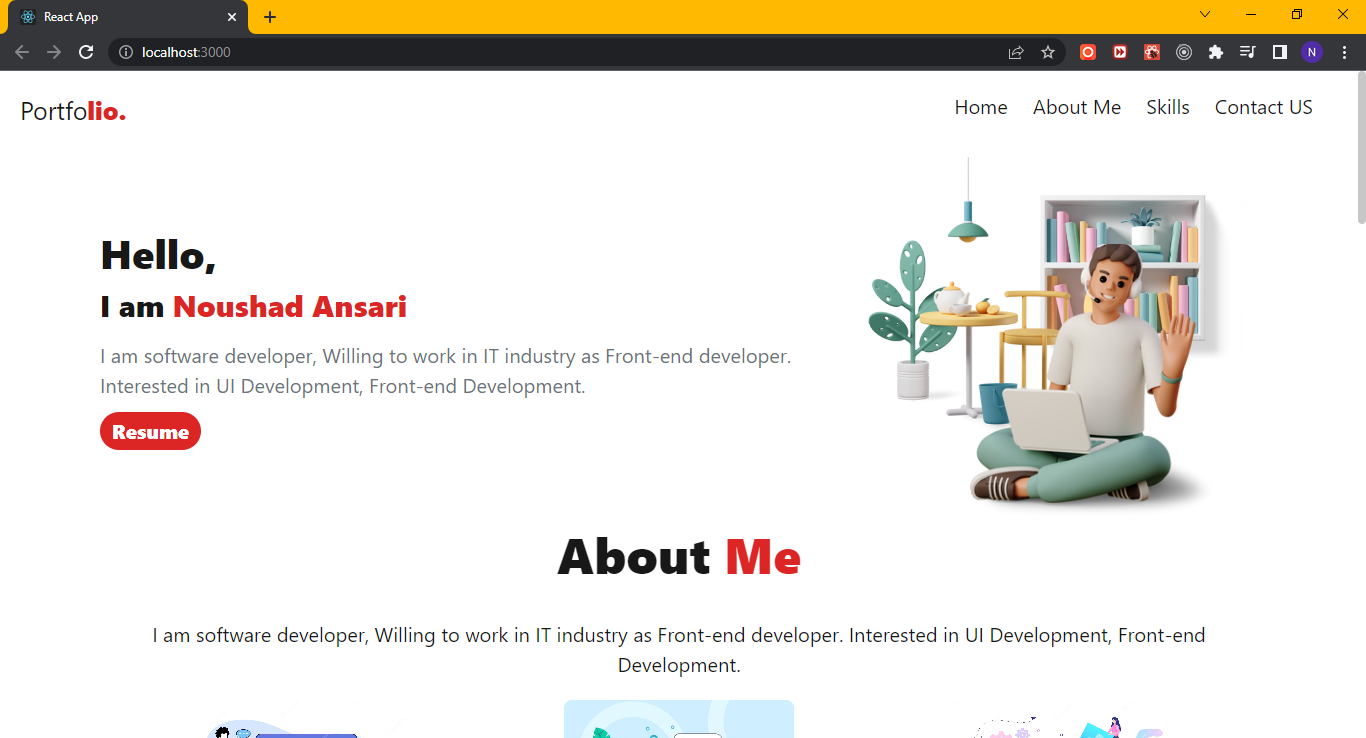 React App
localhost:3000
N
Portfolio.
Home About Me Skills Contact US
Hello,
I am Noushad Ansari
I am software developer, Willing to work in IT industry as Front-end developer.
Interested in UI Development, Front-end Development.
Resume
About Me
I am software developer, Willing to work in IT industry as Front-end developer. Interested in UI Development, Front-end
Development.